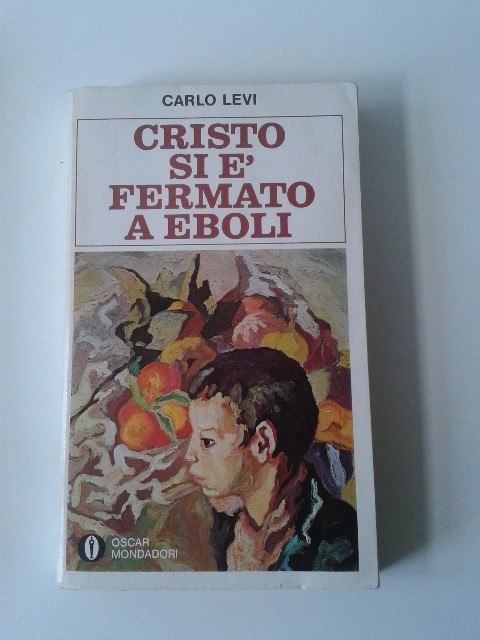 CARLO LEVI
CRISTO
SI E'
FERMATO
A EBOLI
OSCAR
MONDADORI